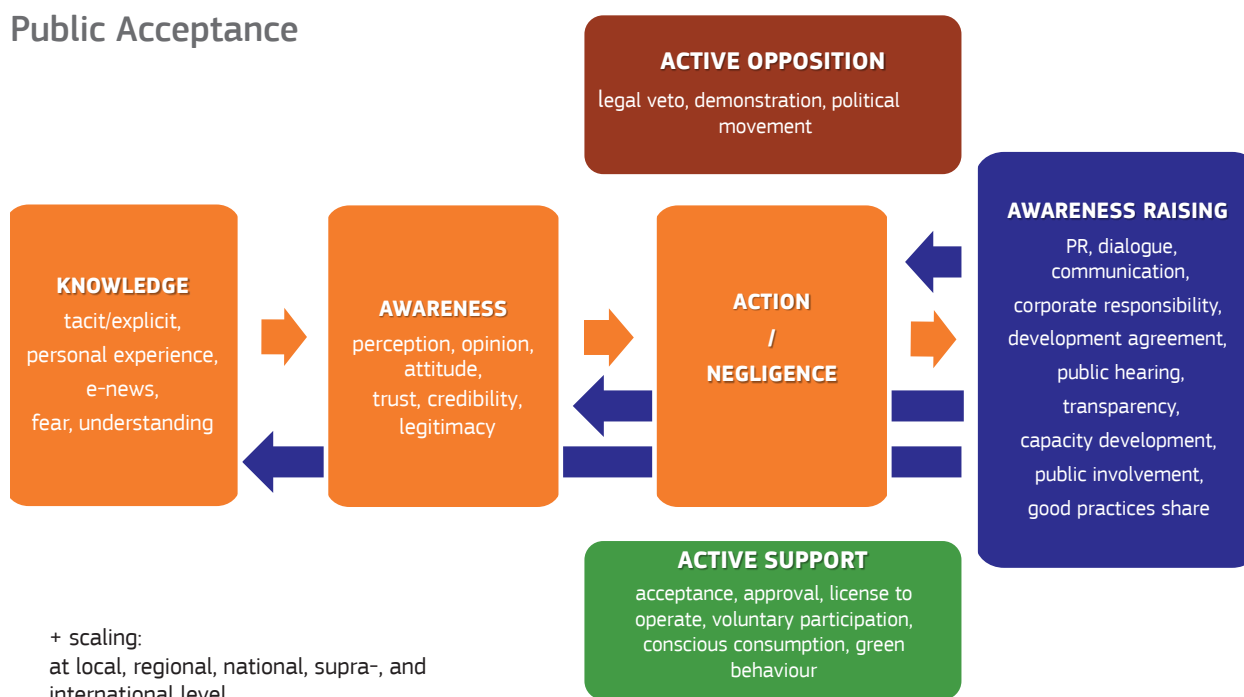 Public Acceptance
ACTIVE OPPOSITION
legal veto, demonstration, political
movement
KNOWLEDGE
tacit/explicit,
personal experience,
e-news,
fear, understanding
AWARENESS
perception, opinion,
attitude,
trust, credibility,
legitimacy
ACTION
/
NEGLIGENCE
AWARENESS RAISING
PR, dialogue,
communication,
corporate responsibility,
development agreement,
public hearing,
transparency,
capacity development,
public involvement,
good practices share
ACTIVE SUPPORT
acceptance, approval, license to
operate, voluntary participation,
conscious consumption, green
behaviour
+ scaling:
at local, regional, national, supra-, and
international level